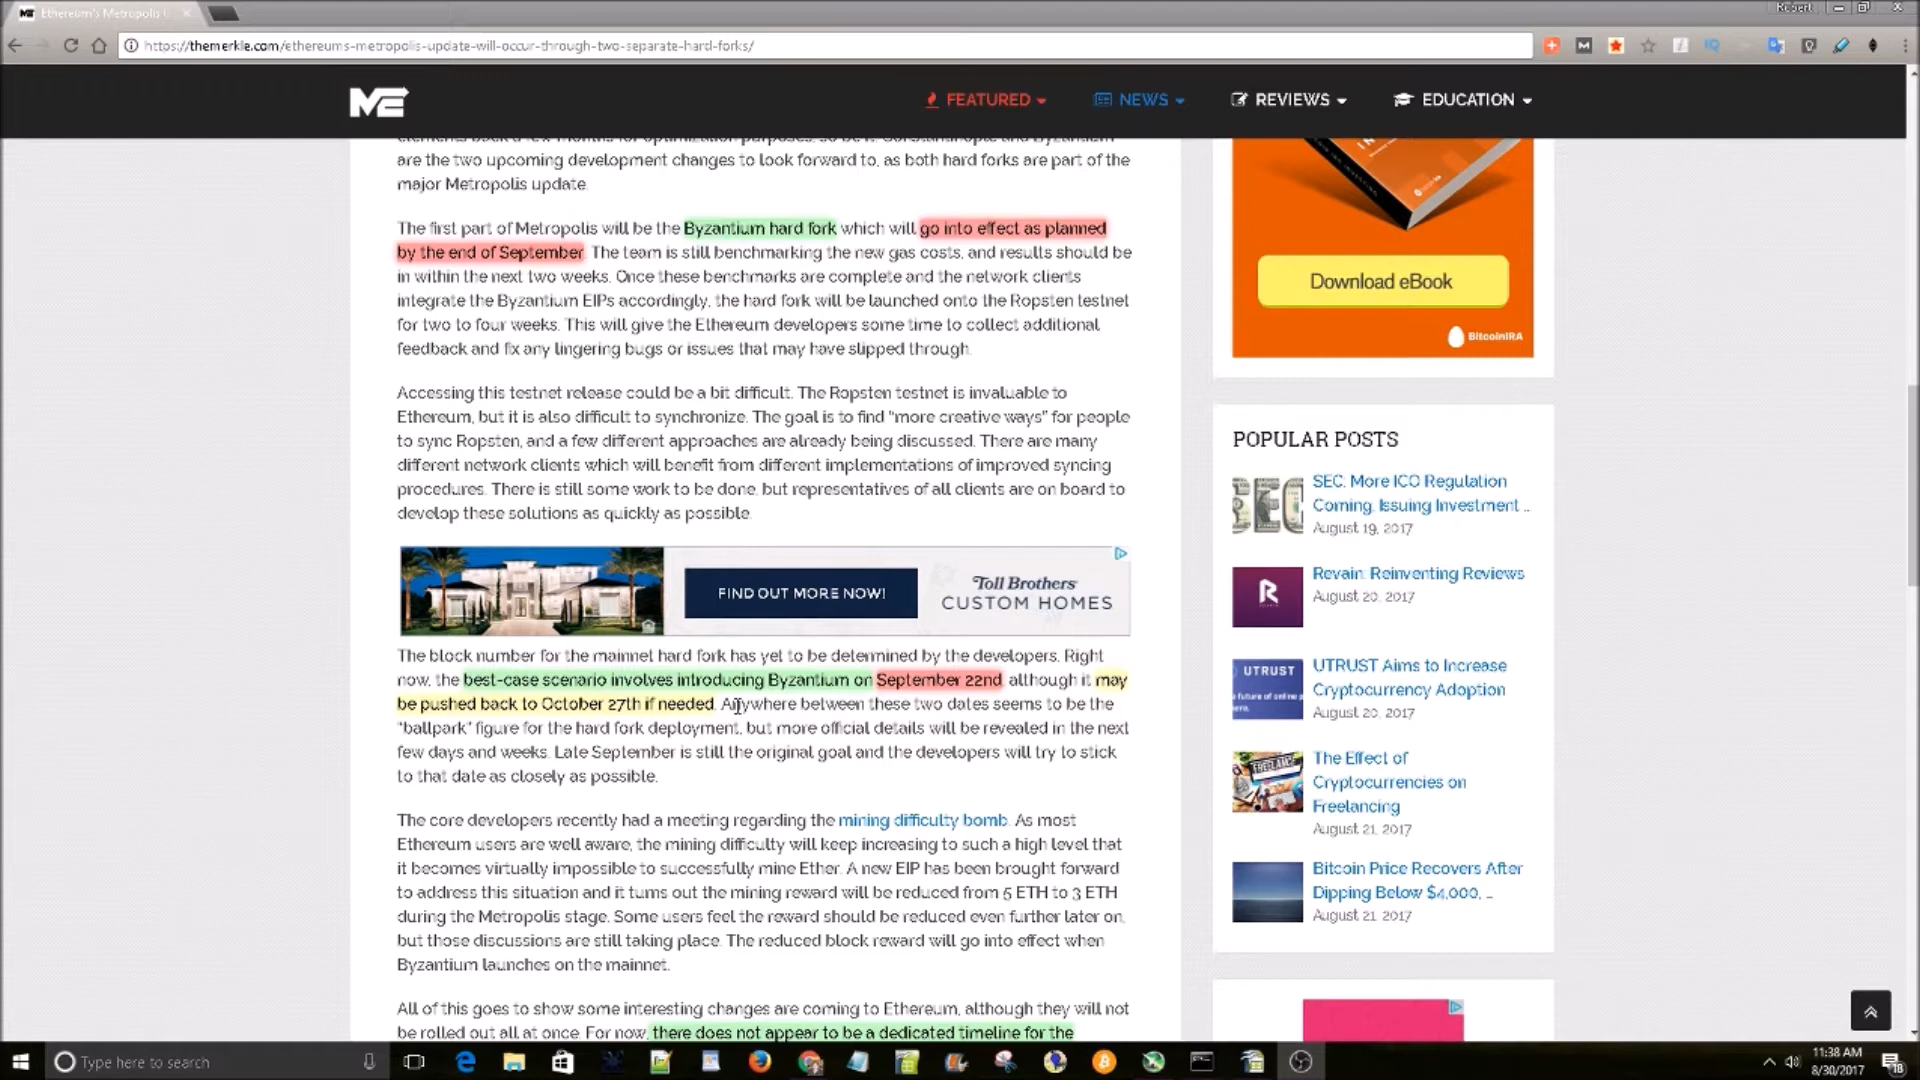 Ethereum's Metropolis
Robert
https://themerkle.com/ethereums-metropolis-update-will-occur-through-two-separate-hard-forks/
ME
FEATURED
NEWS
REVIEWS
EDUCATION
are the two upcoming development changes to look forward to, as both hard forks are part of the
major Metropolis update.
The first part of Metropolis will be the Byzantium hard fork which will go into effect as planned
by the end of September. The team is still benchmarking the new gas costs, and results should be
in within the next two weeks. Once these benchmarks are complete and the network clients
integrate the Byzantium EIPs accordingly, the hard fork will be launched onto the Ropsten testnet
for two to four weeks. This will give the Ethereum developers some time to collect additional
feedback and fix any lingering bugs or issues that may have slipped through.
Accessing this testnet release could be a bit difficult. The Ropsten testnet is invaluable to
Ethereum, but it is also difficult to synchronize. The goal is to find “more creative ways” for people
to sync Ropsten, and a few different approaches are already being discussed. There are many
different network clients which will benefit from different implementations of improved syncing
procedures. There is still some work to be done, but representatives of all clients are on board to
develop these solutions as quickly as possible.
FIND OUT MORE NOW!
Toll Brothers
CUSTOM HOMES
The block number for the mainnet hard fork has yet to be determined by the developers. Right
now, the best-case scenario involves introducing Byzantium on September 22nd, although it may
be pushed back to October 27th if needed. Anywhere between these two dates seems to be the
“ballpark” figure for the hard fork deployment, but more official details will be revealed in the next
few days and weeks. Late September is still the original goal and the developers will try to stick
to that date as closely as possible.
The core developers recently had a meeting regarding the mining difficulty bomb. As most
Ethereum users are well aware, the mining difficulty will keep increasing to such a high level that
it becomes virtually impossible to successfully mine Ether. A new EIP has been brought forward
to address this situation and it turns out the mining reward will be reduced from 5 ETH to 3 ETH
during the Metropolis stage. Some users feel the reward should be reduced even further later on,
but those discussions are still taking place. The reduced block reward will go into effect when
Byzantium launches on the mainnet.
All of this goes to show some interesting changes are coming to Ethereum, although they will not
be rolled out all at once. For now, there does not appear to be a dedicated timeline for the
Download eBook
BitcoinIRA
POPULAR POSTS
SEC: More ICO Regulation
Coming, Issuing Investment ...
August 19, 2017
Revain: Reinventing Reviews
August 20, 2017
UTRUST
UTRUST Aims to Increase
Cryptocurrency Adoption
August 20, 2017
FREELANCE
The Effect of
Cryptocurrencies on
Freelancing
August 21, 2017
Bitcoin Price Recovers After
Dipping Below $4,000, ...
August 21, 2017
Type here to search
11:38 AM
8/30/2017
18